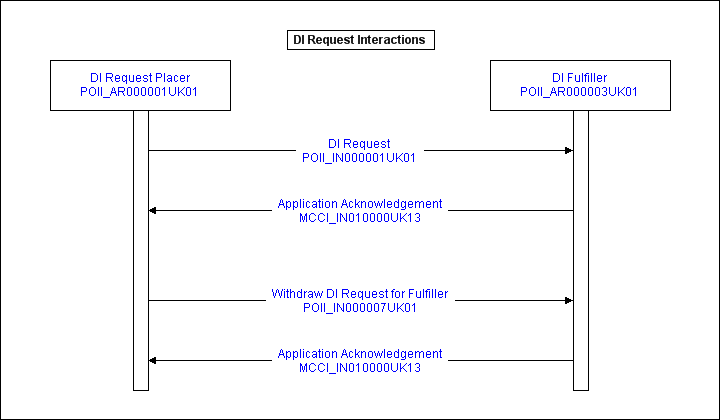 DI Request Interactions
DI Request Placer
POII_AR000001UK01
DI Fulfiller
POII_AR000003UK01
DI Request
POII_IN000001UK01
Application Acknowledgement
MCCI_IN010000UK13
Withdraw DI Request for Fulfiller
POII_IN000007UK01
Application Acknowledgement
MCCI_IN010000UK13